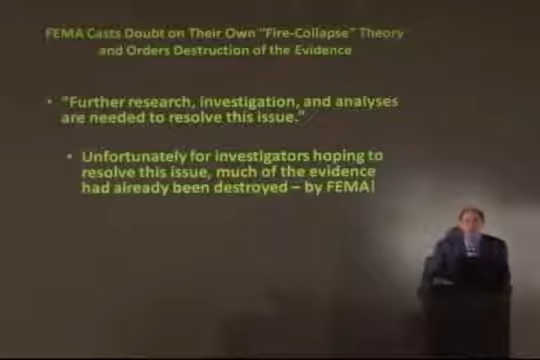 FEMA Casts Doubt on Their Own "Fire-Collapse" Theory
and Orders Destruction of the Evidence
• "Further research, investigation, and analyses
are needed to resolve this issue."
• Unfortunately for investigators hoping to
resolve this issue, much of the evidence
had already been destroyed – by FEMA!